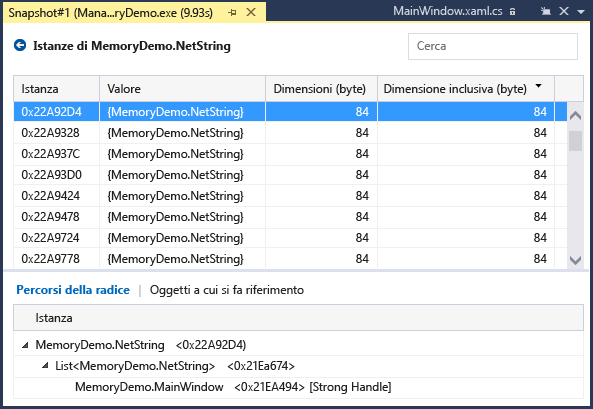 Snapshot#1 (Mana...ryDemo.exe (9.93s) MainWindow.xaml.cs
Istanze di MemoryDemo.NetString Cerca
Istanza Valore Dimensioni (byte) Dimensione inclusiva (byte)
0x22A92D4 {MemoryDemo.NetString} 84 84
0x22A9328 {MemoryDemo.NetString} 84 84
0x22A937C {MemoryDemo.NetString} 84 84
0x22A93D0 {MemoryDemo.NetString} 84 84
0x22A9424 {MemoryDemo.NetString} 84 84
0x22A9478 {MemoryDemo.NetString} 84 84
0x22A9724 {MemoryDemo.NetString} 84 84
0x22A9778 {MemoryDemo.NetString} 84 84
Percorsi della radice | Oggetti a cui si fa riferimento
Istanza
MemoryDemo.NetString <0x22A92D4)
List<MemoryDemo.NetString> <0x21Ea674>
MemoryDemo.MainWindow <0x21EA494> [Strong Handle]